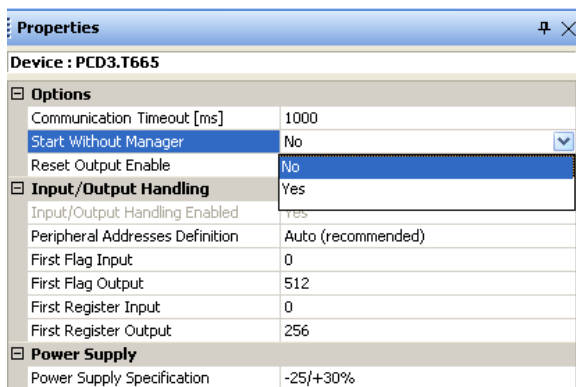 Properties
Device : PCD3.T665
Options
Communication Timeout [ms] 1000
Start Without Manager No
Reset Output Enable No
Yes
Input/Output Handling
Input/Output Handling Enabled Yes
Peripheral Addresses Definition Auto (recommended)
First Flag Input 0
First Flag Output 512
First Register Input 0
First Register Output 256
Power Supply
Power Supply Specification -25/+30%